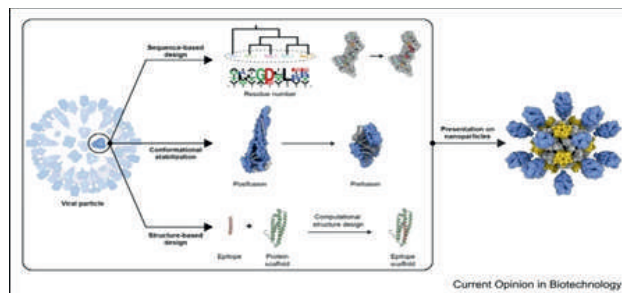 Sequence-based
design
Residue number
Presentation on
nanoparticles
Conformational
stabilization
Postfusion
Prefusion
Viral particle
Structure-based
design
Computational
structure design
Epitope
Protein
scaffold
Epitope
scaffold
Current Opinion in Biotechnology